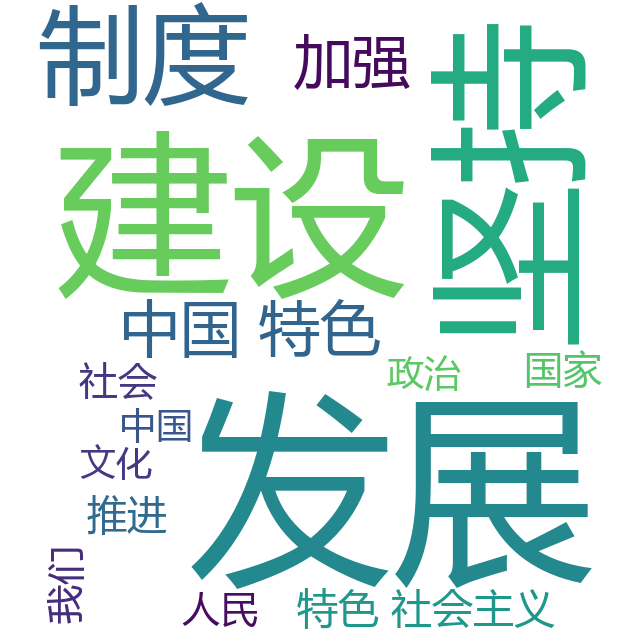 制度
加强
坚持
建设
中国 特色
社会
政治
国家
中国
发展
文化
推进
我们
人民
特色 社会主义